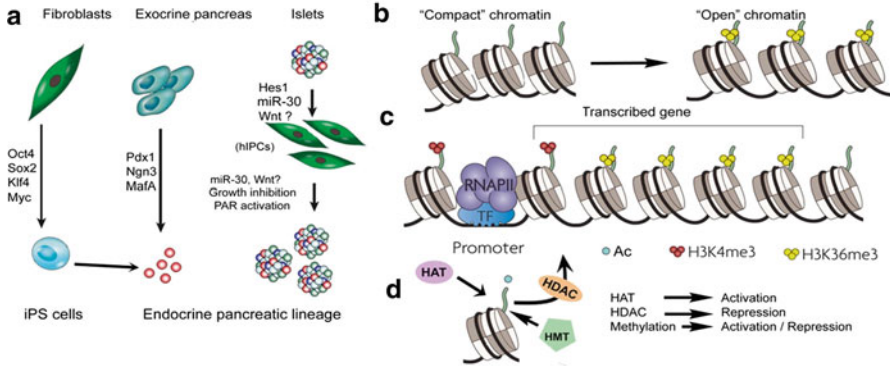 a
Fibroblasts
Exocrine pancreas
Islets
Hes1
miR-30
Wnt ?
(hIPCs)
Oct4
Sox2
Klf4
Myc
Pdx1
Ngn3
MafA
miR-30, Wnt?
Growth inhibition
PAR activation
iPS cells
Endocrine pancreatic lineage
b
"Compact" chromatin
"Open" chromatin
c
Transcribed gene
RNAPII
TF
Promoter
Ac
H3K4me3
H3K36me3
d
HAT
HDAC
HMT
HAT
Activation
HDAC
Repression
Methylation
Activation / Repression